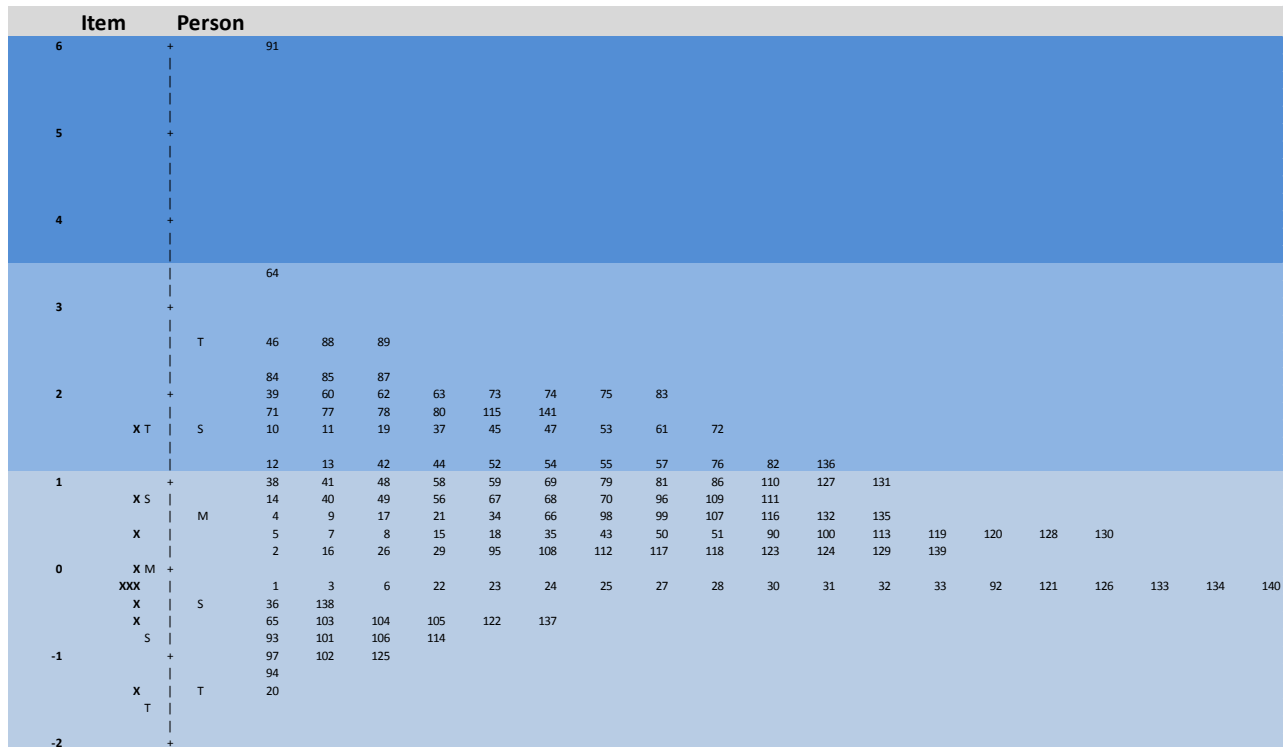 Item Person
6 + 91
|
|
|
|
5 +
|
|
|
|
4 +
|
|
| 64
|
3 +
|
| T 46 88 89
|
| 84 85 87
2 + 39 60 62 63 73 74 75 83
| 71 77 78 80 115 141
X T | S 10 11 19 37 45 47 53 61 72
|
| 12 13 42 44 52 54 55 57 76 82 136
1 + 38 41 48 58 59 69 79 81 86 110 127 131
X S | 14 40 49 56 67 68 70 96 109 111
| M 4 9 17 21 34 66 98 99 107 116 132 135
X | 5 7 8 15 18 35 43 50 51 90 100 113 119 120 128 130
| 2 16 26 29 95 108 112 117 118 123 124 129 139
0 X M +
XXX | 1 3 6 22 23 24 25 27 28 30 31 32 33 92 121 126 133 134 140
X | S 36 138
X | 65 103 104 105 122 137
S | 93 101 106 114
-1 + 97 102 125
| 94
X | T 20
T |
|
-2 +